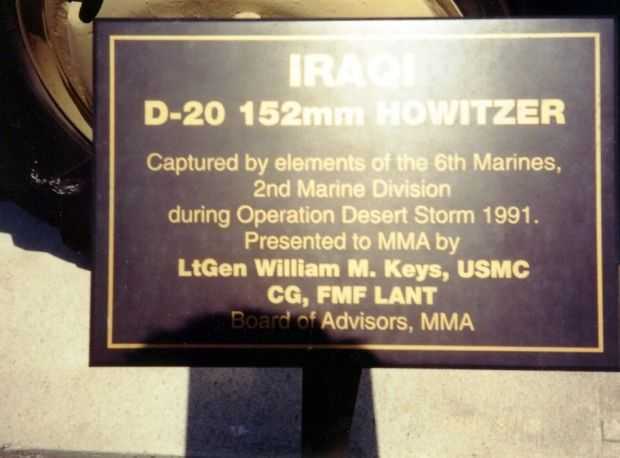 IRAQI
D-20 152mm HOWITZER
Captured by elements of the 6th Marines,
2nd Marine Division
during Operation Desert Storm 1991.
Presented to MMA by
LtGen William M. Keys, USMC
CG, FMF LANT
Board of Advisors, MMA